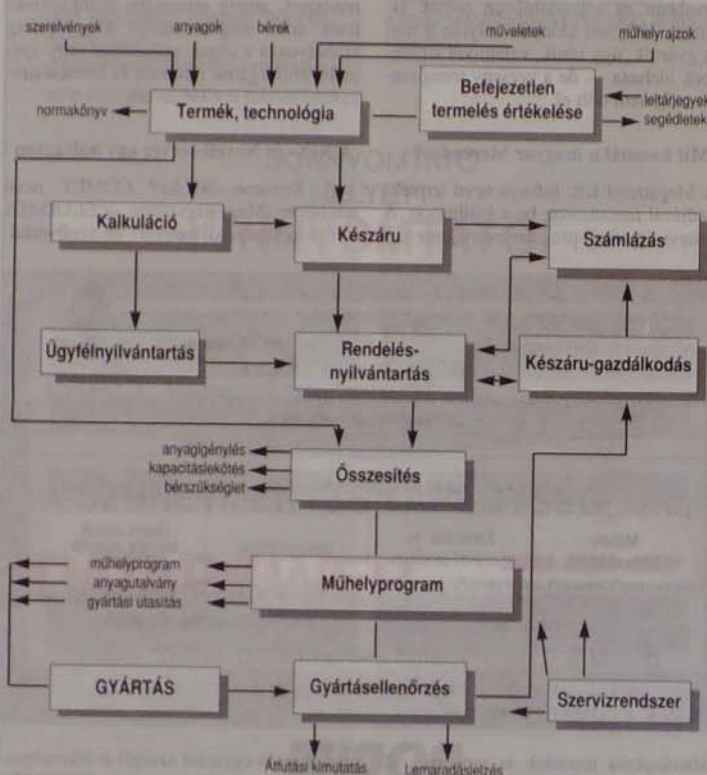 szerelvények
anyagok
bérek
műveletek
műhelyrajzok
normakönyv
Termék, technológia
Befejezetlen
termelés értékelése
leltárjegyek
segédletek
Kalkuláció
Készáru
Számlázás
Ügyfélnyilvántartás
Rendelés-
nyilvántartás
Készáru-gazdálkodás
anyagigénylés
kapacitáslekötés
bérszükséglet
Összesítés
műhelyprogram
anyagutalvány
gyártási utasítás
Műhelyprogram
GYÁRTÁS
Gyártásellenőrzés
Szervizrendszer
Átfutási kimutatás
Lemaradásjelzés